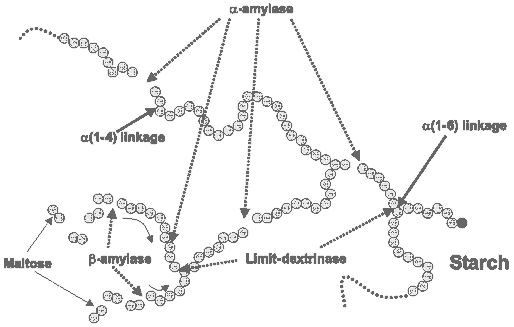 α-amylase
α(1-4) linkage
α(1-6) linkage
Maltose
β-amylase
Limit-dextrinase
Starch